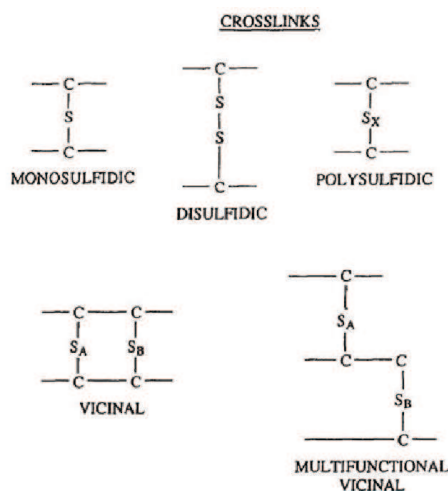 CROSSLINKS
— C —
— C —
— C —
S
S
S
Sx
— C —
— C —
MONOSULFIDIC
— C —
POLYSULFIDIC
DISULFIDIC
— C — C —
— C —
SA
SA SB
— C — C —
— C — C
VICINAL
SB
— C —
MULTIFUNCTIONAL
VICINAL